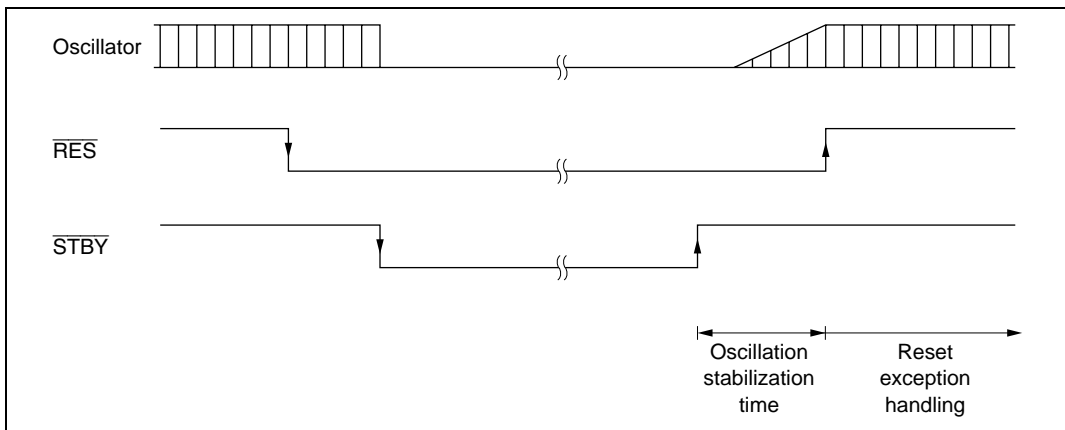 Oscillator
RES
STBY
Oscillation
stabilization
time
Reset
exception
handling